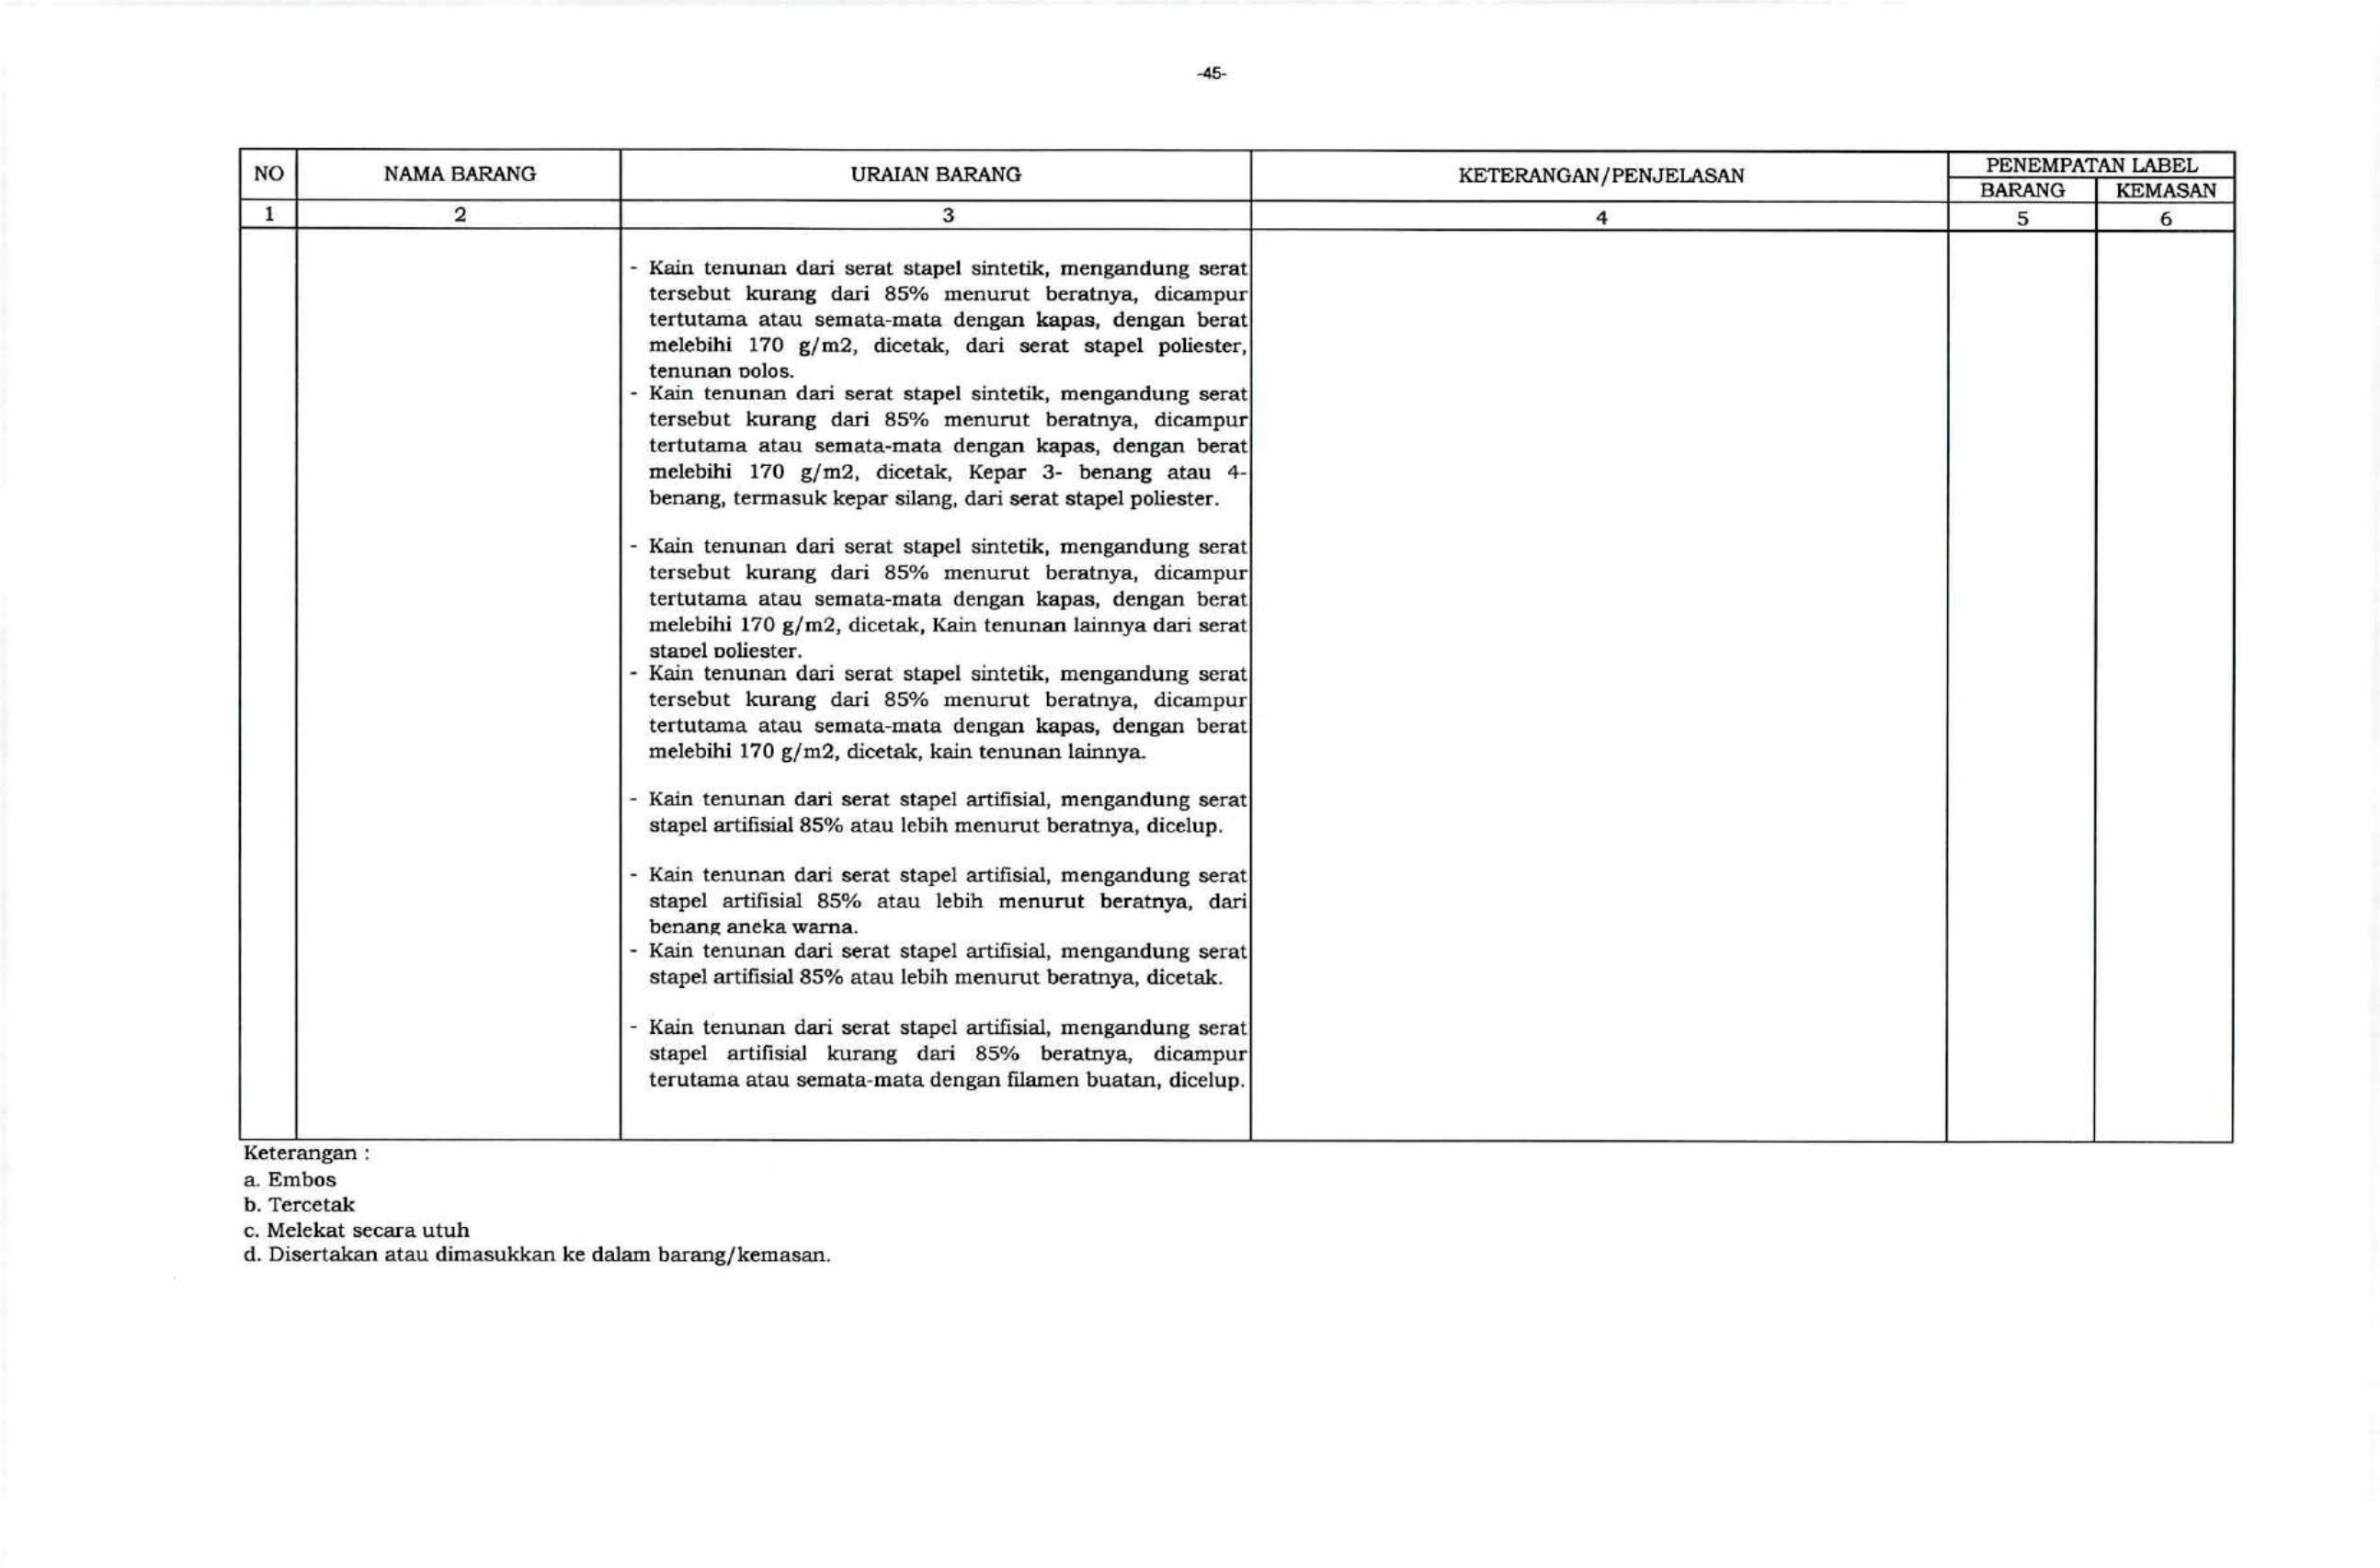 -45-
NO
NAMA BARANG
URAIAN BARANG
KETERANGAN/PENJELASAN
PENEMPATAN LABEL
BARANG
KEMASAN
1
2
3
4
5
6
- Kain tenunan dari serat stapel sintetik, mengandung serat
tersebut kurang dari 85% menurut beratnya, dicampur
tertutama atau semata-mata dengan kapas, dengan berat
melebihi 170 g/m2, dicetak, dari serat stapel poliester,
tenunan polos.
- Kain tenunan dari serat stapel sintetik, mengandung serat
tersebut kurang dari 85% menurut beratnya, dicampur
tertutama atau semata-mata dengan kapas, dengan berat
melebihi 170 g/m2, dicetak, Kepar 3- benang atau 4-
benang, termasuk kepar silang, dari serat stapel poliester.
- Kain tenunan dari serat stapel sintetik, mengandung serat
tersebut kurang dari 85% menurut beratnya, dicampur
tertutama atau semata-mata dengan kapas, dengan berat
melebihi 170 g/m2, dicetak, Kain tenunan lainnya dari serat
stapel poliester.
- Kain tenunan dari serat stapel sintetik, mengandung serat
tersebut kurang dari 85% menurut beratnya, dicampur
tertutama atau semata-mata dengan kapas, dengan berat
melebihi 170 g/m2, dicetak, kain tenunan lainnya.
- Kain tenunan dari serat stapel artifisial, mengandung serat
stapel artifisial 85% atau lebih menurut beratnya, dicelup.
- Kain tenunan dari serat stapel artifisial, mengandung serat
stapel artifisial 85% atau lebih menurut beratnya, dari
benang aneka warna.
- Kain tenunan dari serat stapel artifisial, mengandung serat
stapel artifisial 85% atau lebih menurut beratnya, dicetak.
- Kain tenunan dari serat stapel artifisial, mengandung serat
stapel artifisial kurang dari 85% beratnya, dicampur
terutama atau semata-mata dengan filamen buatan, dicelup.
Keterangan :
a. Embos
b. Tercetak
c. Melekat secara utuh
d. Disertakan atau dimasukkan ke dalam barang/kemasan.